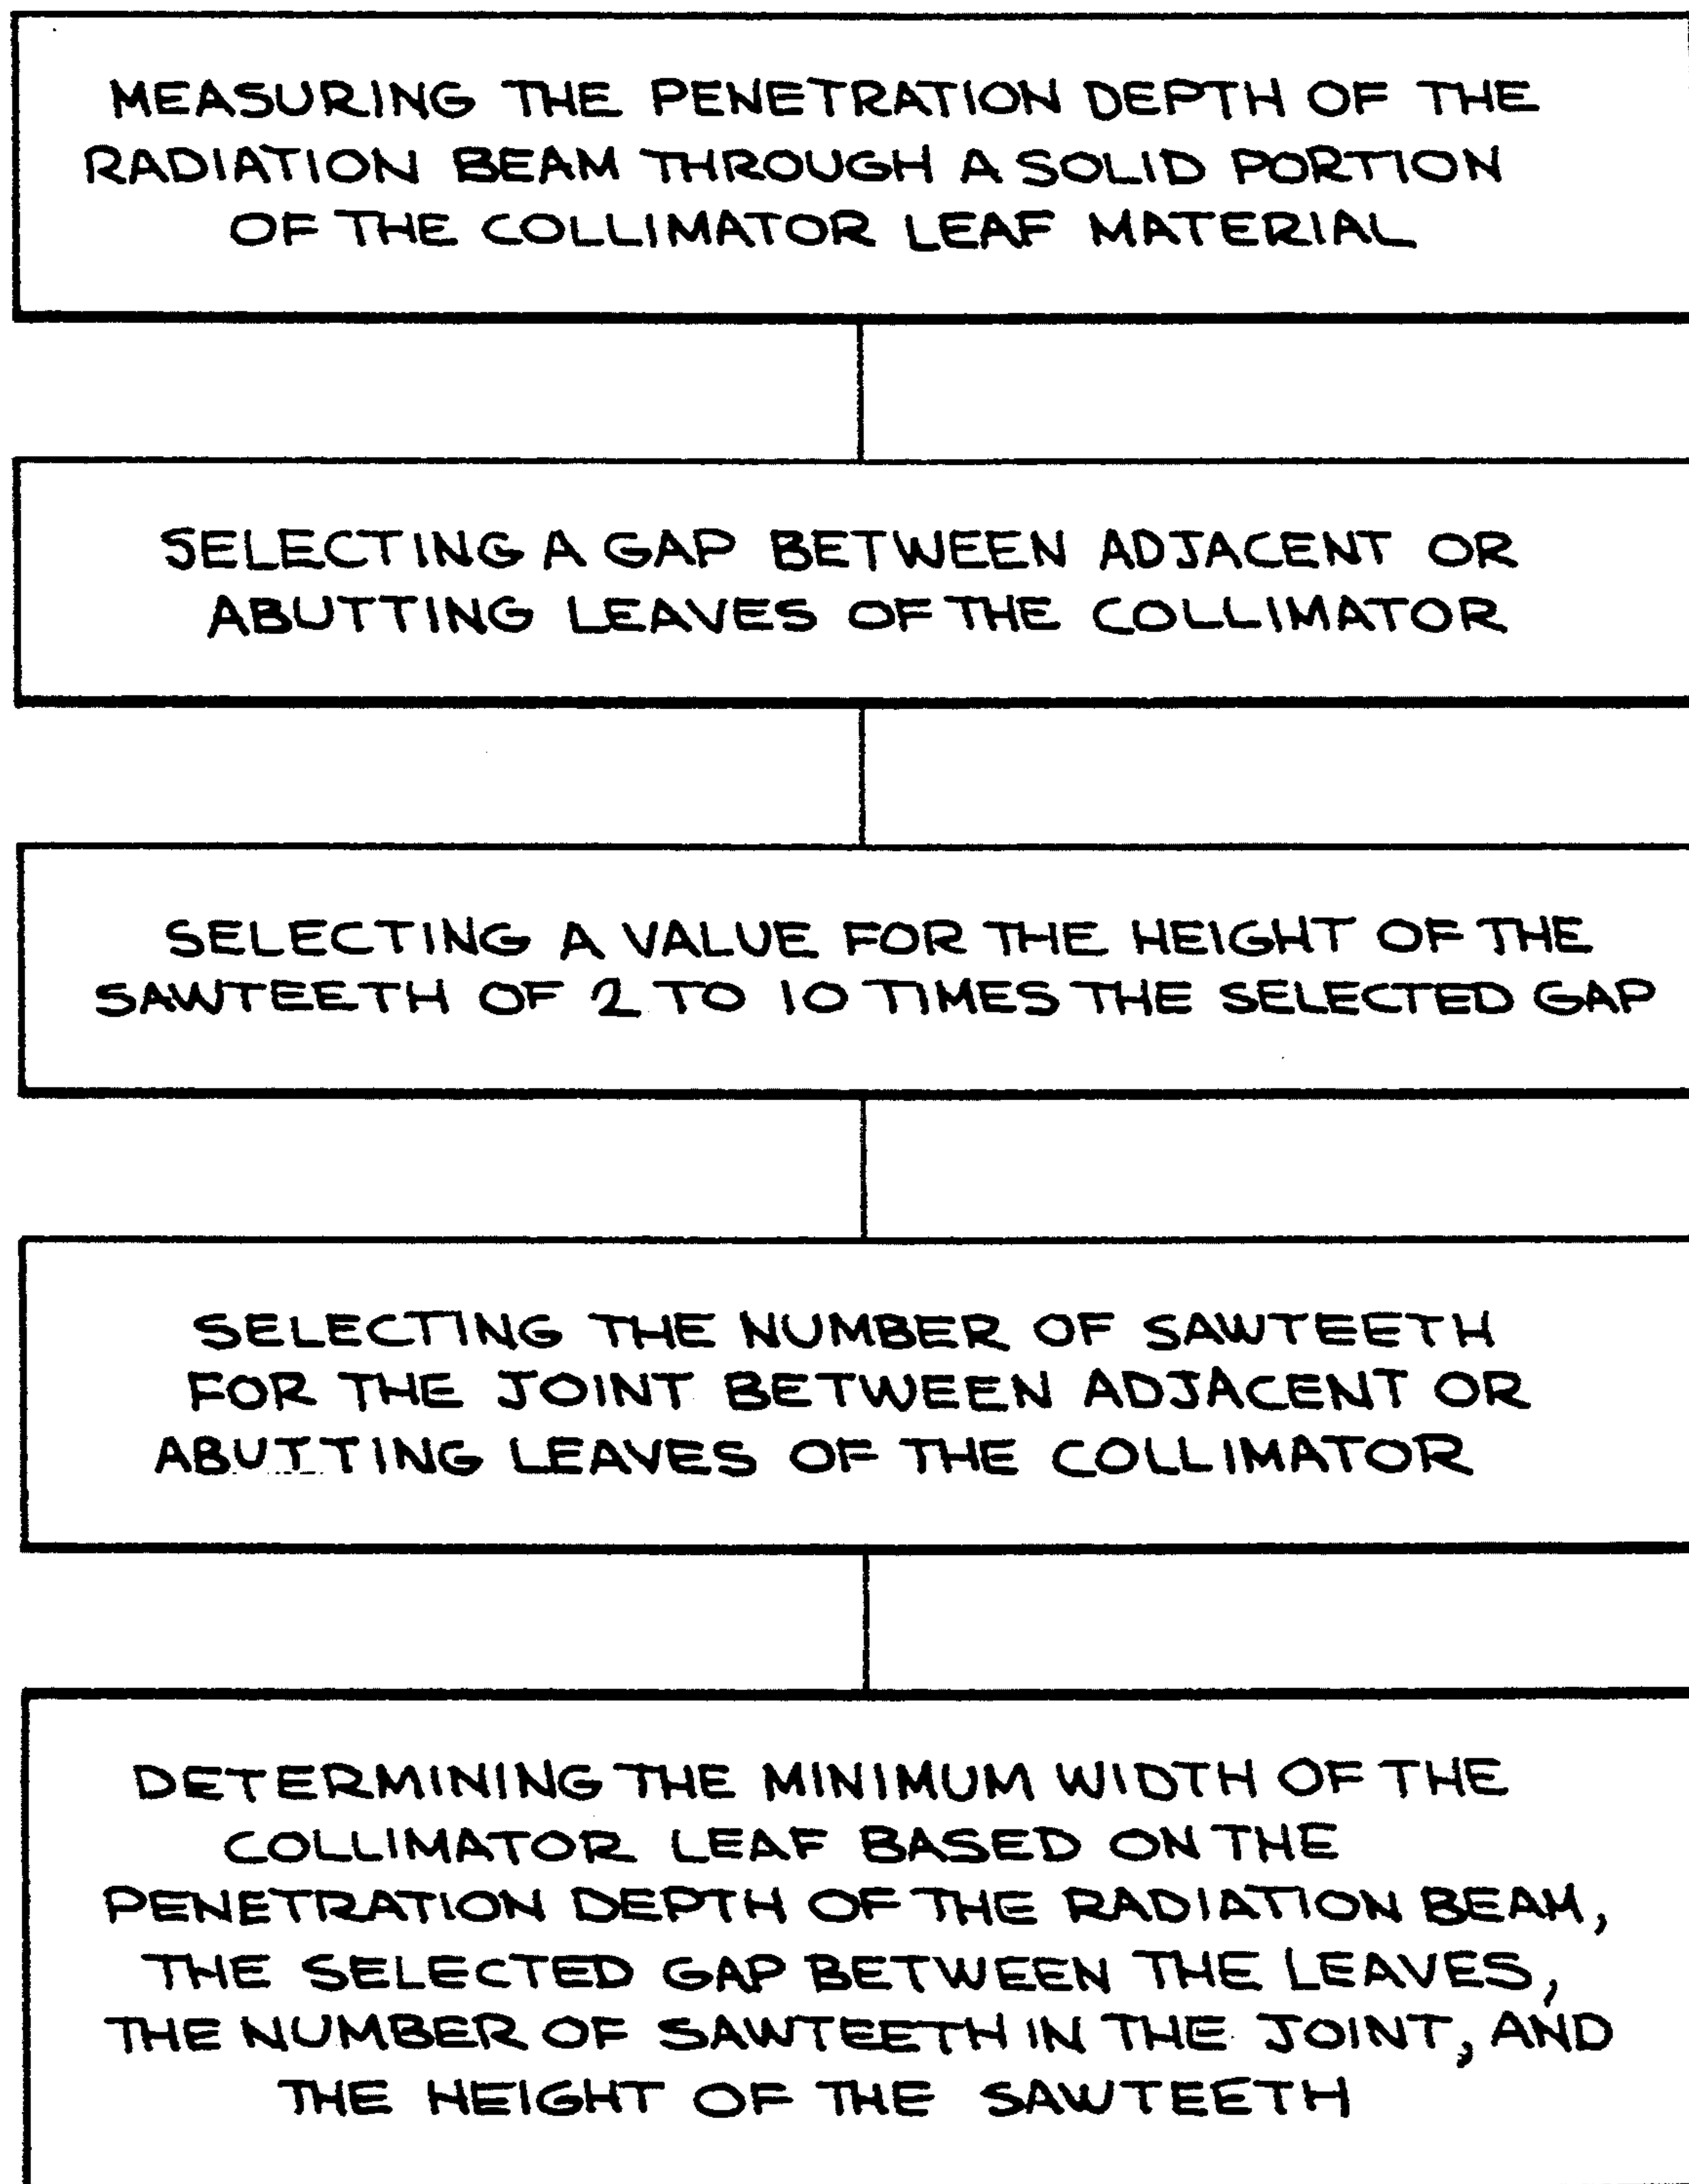 MEASURING THE PENETRATION DEPTH OF THE
RADIATION BEAM THROUGH A SOLID PORTION
OF THE COLLIMATOR LEAF MATERIAL
SELECTING A GAP BETWEEN ADJACENT OR
ABUTTING LEAVES OF THE COLLIMATOR
SELECTING A VALUE FOR THE HEIGHT OF THE
SAWTEETH OF 2 TO 10 TIMES THE SELECTED GAP
SELECTING THE NUMBER OF SAWTEETH
FOR THE JOINT BETWEEN ADJACENT OR
ABUTTING LEAVES OF THE COLLIMATOR
DETERMINING THE MINIMUM WIDTH OF THE
COLLIMATOR LEAF BASED ON THE
PENETRATION DEPTH OF THE RADIATION BEAM,
THE SELECTED GAP BETWEEN THE LEAVES,
THE NUMBER OF SAWTEETH IN THE JOINT, AND
THE HEIGHT OF THE SAWTEETH